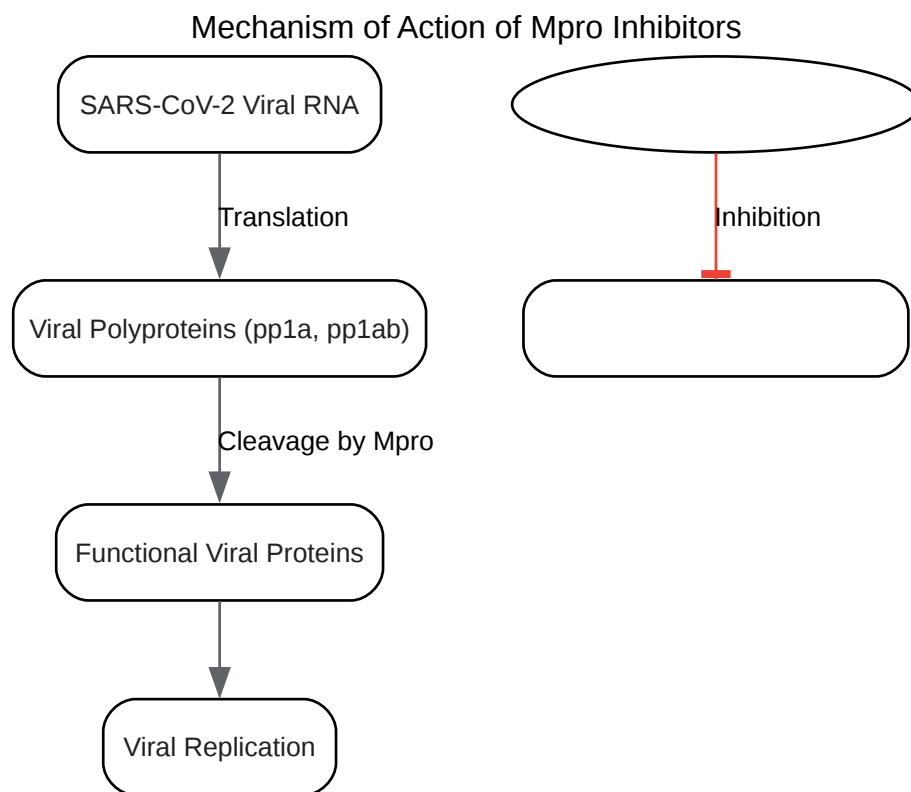 Mechanism of Action of Mpro Inhibitors
SARS-CoV-2 Viral RNA
Translation
Inhibition
Viral Polyproteins (pp1a, pp1ab)
Cleavage by Mpro
Functional Viral Proteins
Viral Replication